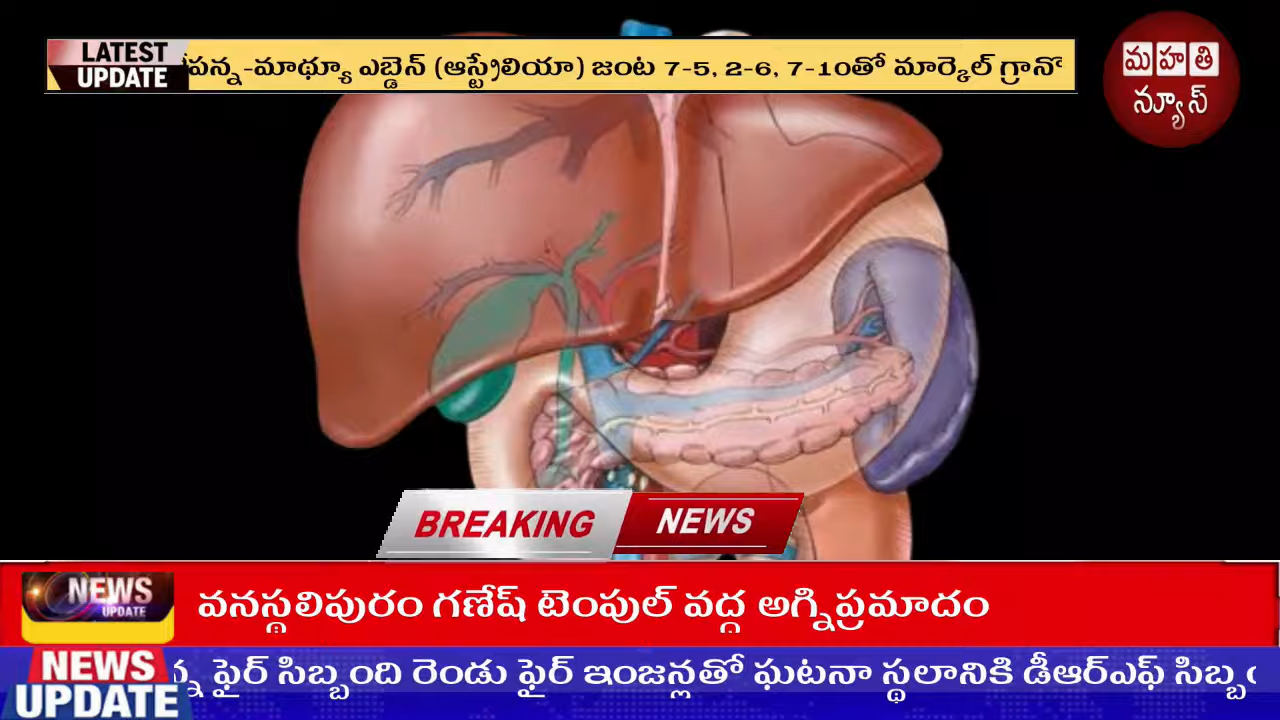 LATEST
UPDATE
పన్న-మాథ్యూ ఎబ్డెన్ (ఆస్ట్రేలియా) జంట 7-5, 2-6, 7-10తో మార్కెల్ గ్రానో
మహతి
న్యూస్
BREAKING NEWS
NEWS
UPDATE
వనస్థలిపురం గణేష్ టెంపుల్ వద్ద అగ్నిప్రమాదం
NEWS
UPDATE
న్న ఫైర్ సిబ్బంది రెండు ఫైర్ ఇంజన్లతో ఘటనా స్థలానికి డీఆర్ఎఫ్ సిబ్బ